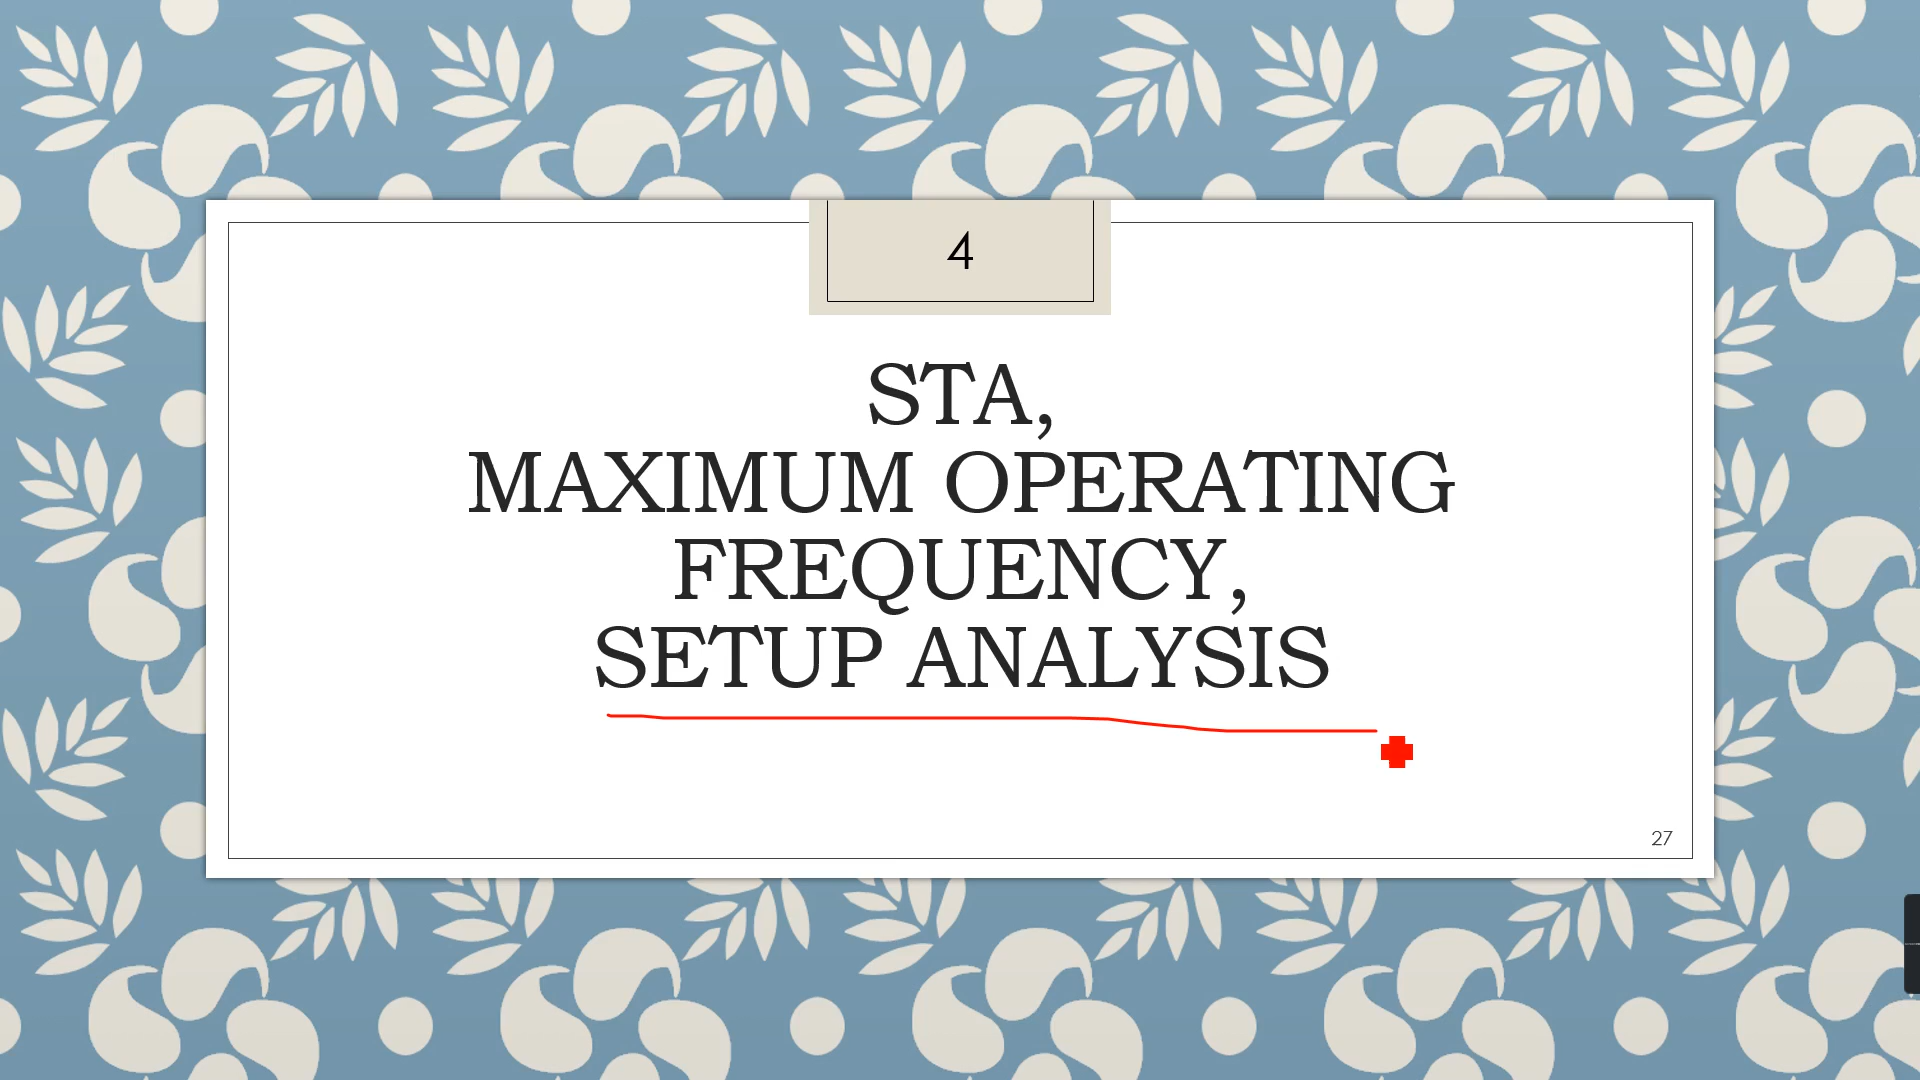 4
STA,
MAXIMUM OPERATING
FREQUENCY,
SETUP ANALYSIS
27